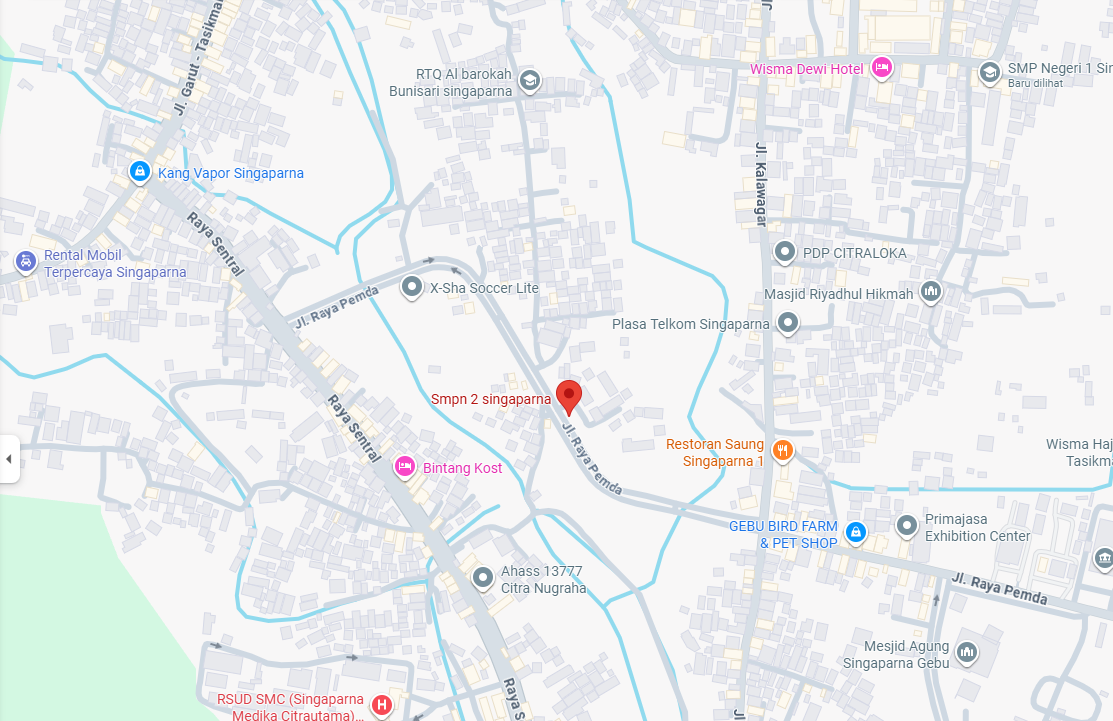 Jl. Garut - Tasikma
RTQ Al barokah
Bunisari singaparna
Wisma Dewi Hotel
SMP Negeri 1 Sin
Baru dilihat
Kang Vapor Singaparna
Jl. Kalawagar
Raya Sentral
Rental Mobil
Terpercaya Singaparna
PDP CITRALOKA
X-Sha Soccer Lite
Jl. Raya Pemda
Masjid Riyadhul Hikmah
Plasa Telkom Singaparna
Smpn 2 singaparna
Raya Sentral
Jl. Raya Pemda
Restoran Saung
Singaparna 1
Wisma Haj
Tasikma
Bintang Kost
GEBU BIRD FARM
& PET SHOP
Primajasa
Exhibition Center
Ahass 13777
Citra Nugraha
Jl. Raya Pemda
Mesjid Agung
Singaparna Gebu
RSUD SMC (Singaparna
Medika Citrautama)...
Raya S
Jl